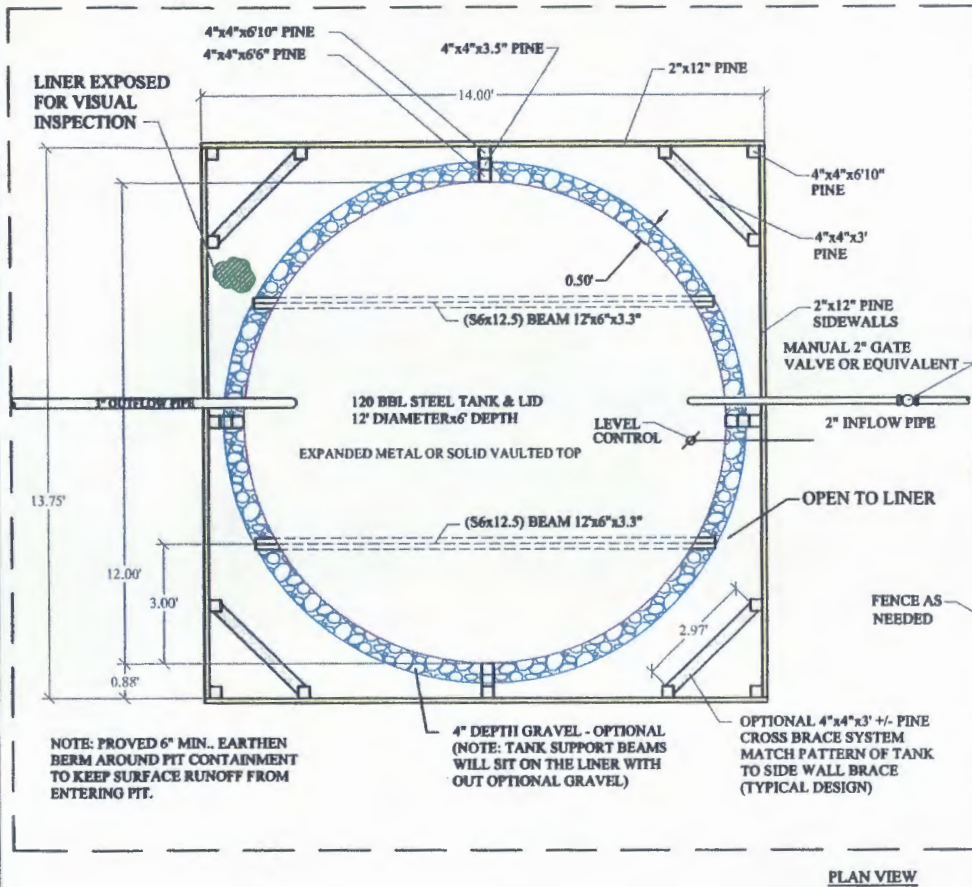 4"x4"x6'10" PINE
4"x4"x6'6" PINE
4"x4"x3.5" PINE
2"x12" PINE
14.00'
LINER EXPOSED
FOR VISUAL
INSPECTION
4"x4"x6'10"
PINE
4"x4"x3'
PINE
0.50'
(S6x12.5) BEAM 12'x6"x3.3"
2"x12" PINE
SIDEWALLS
MANUAL 2" GATE
VALVE OR EQUIVALENT
OUTFLOW PIPE
120 BBL STEEL TANK & LID
12' DIAMETERx6' DEPTH
LEVEL
CONTROL
2" INFLOW PIPE
EXPANDED METAL OR SOLID VAULTED TOP
13.75'
OPEN TO LINER
(S6x12.5) BEAM 12'x6"x3.3"
12.00'
3.00'
2.97'
FENCE AS
NEEDED
0.88'
NOTE: PROVED 6" MIN., EARTHEN
BERM AROUND PIT CONTAINMENT
TO KEEP SURFACE RUNOFF FROM
ENTERING PIT.
4" DEPTH GRAVEL - OPTIONAL
(NOTE: TANK SUPPORT BEAMS
WILL SIT ON THE LINER WITH
OUT OPTIONAL GRAVEL)
OPTIONAL 4"x4"x3' +/- PINE
CROSS BRACE SYSTEM
MATCH PATTERN OF TANK
TO SIDE WALL BRACE
(TYPICAL DESIGN)
PLAN VIEW